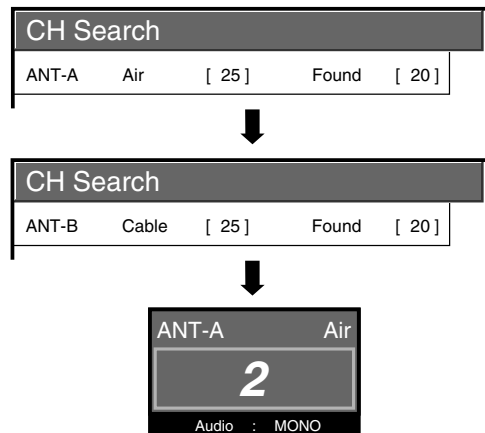 CH Search
ANT-A Air [ 25 ] Found [ 20 ]
CH Search
ANT-B Cable [ 25 ] Found [ 20 ]
ANT-A Air
2
Audio : MONO